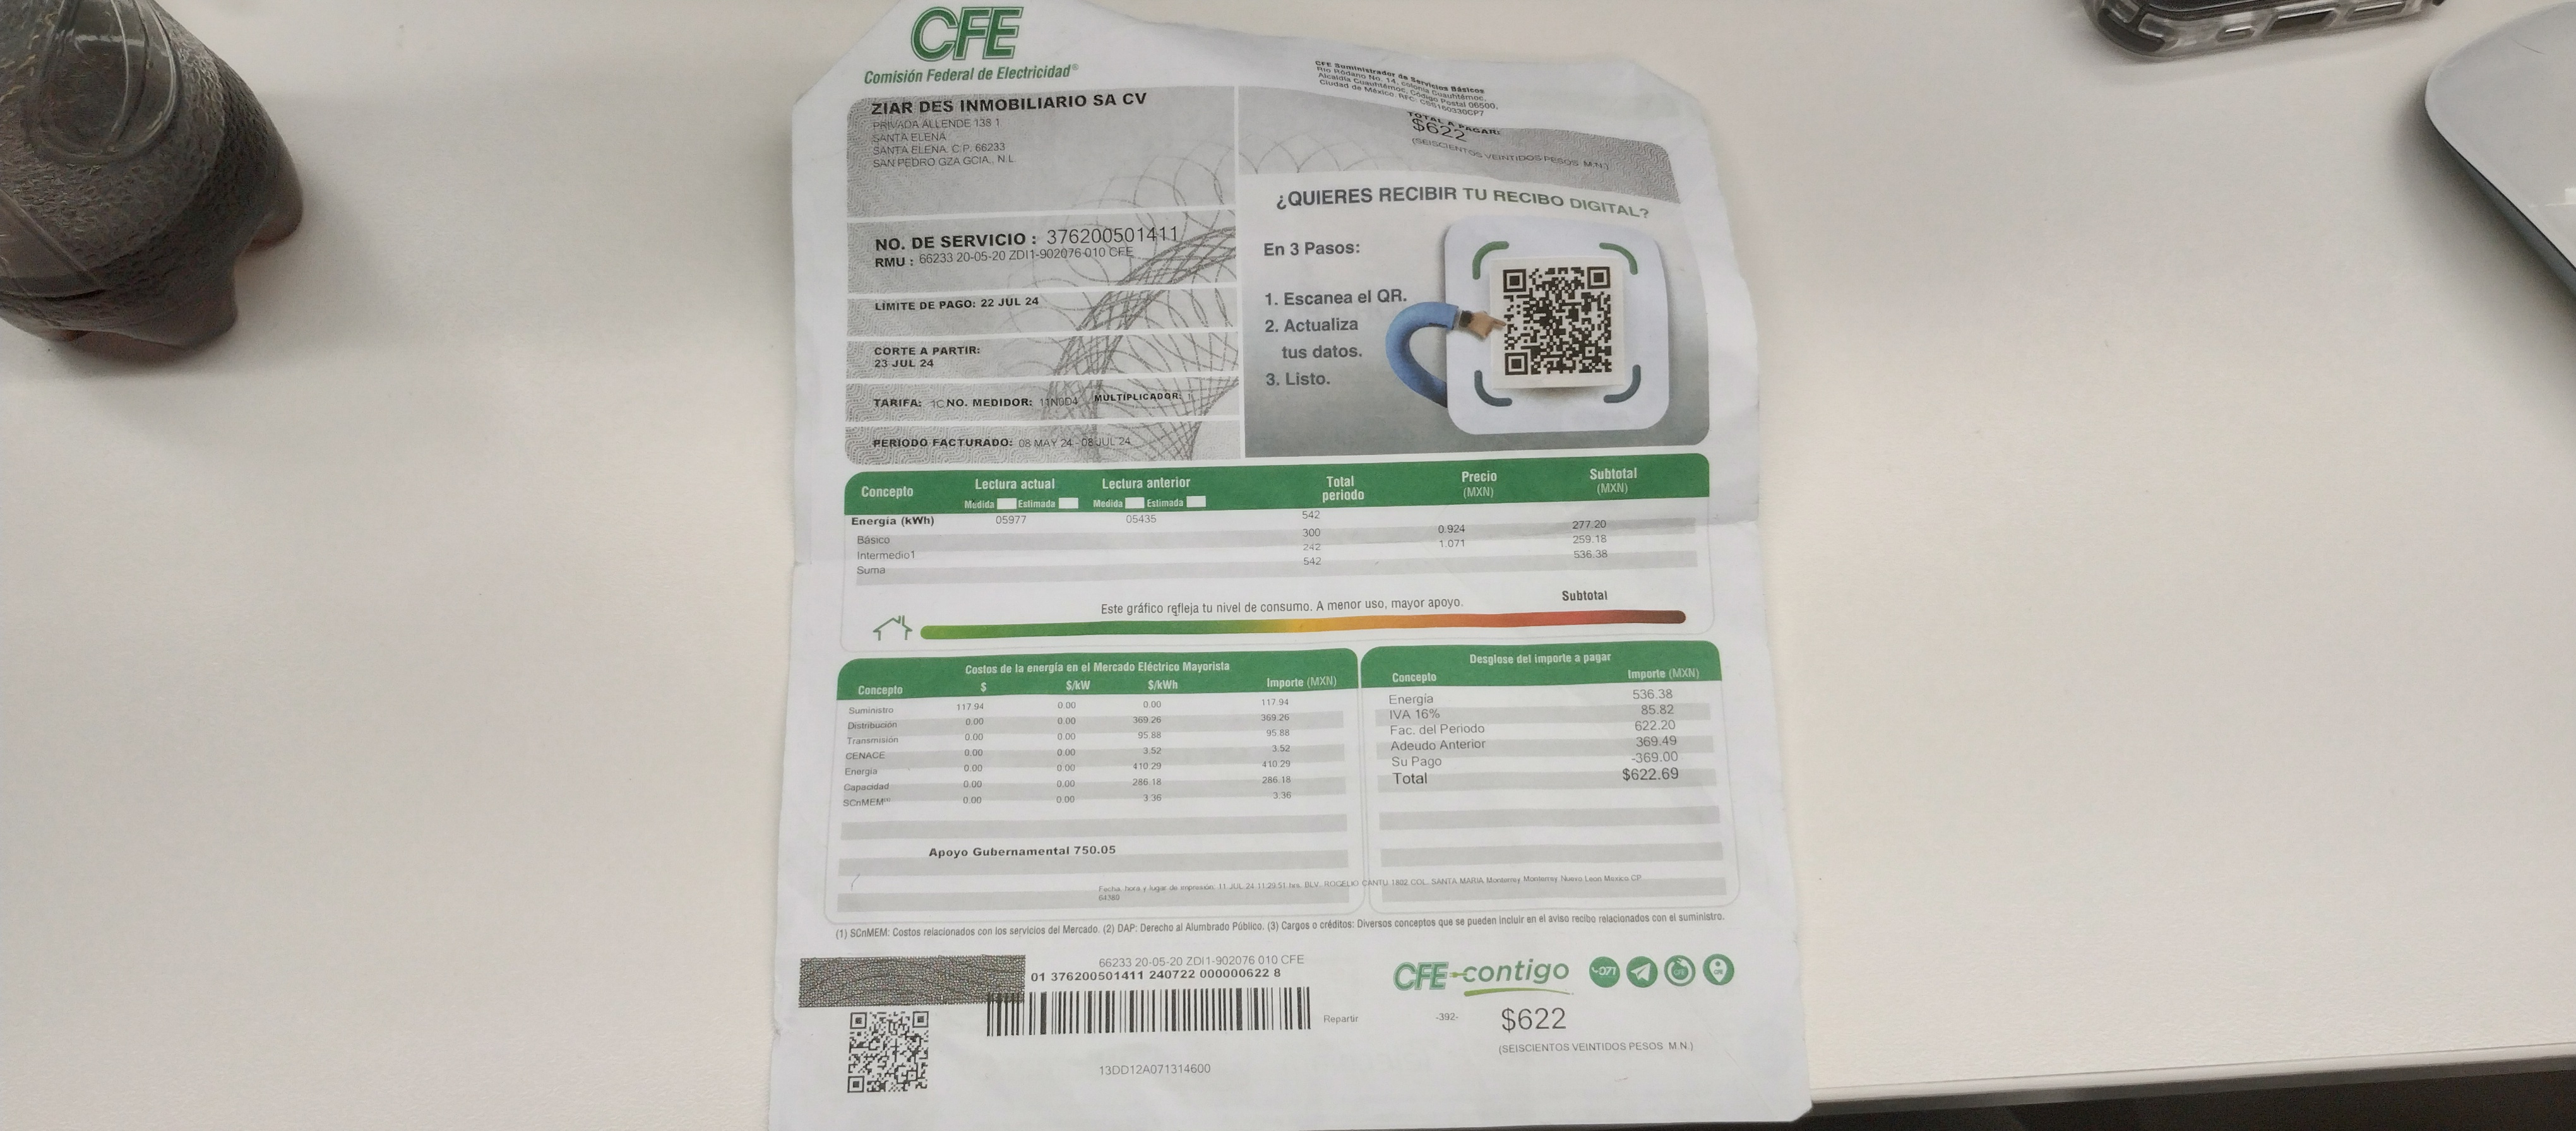 CFE
Comisión Federal de Electricidad®
CFE Suministrador de Servicios Básicos
Río Ródano No. 14, colonia Cuauhtémoc,
Alcaldía Cuauhtémoc, Código Postal 06500,
Ciudad de México. RFC: CSS160330CP7
ZIAR DES INMOBILIARIO SA CV
PRIVADA ALLENDE 138 1
SANTA ELENA
SANTA ELENA. C.P. 66233
SAN PEDRO GZA GCIA., N.L
TOTAL A PAGAR:
$622
(SEISCIENTOS VEINTIDOS PESOS M.N.)
NO. DE SERVICIO : 376200501411
RMU : 66233 20-05-20 ZDI1-902076 010 CFE
LÍMITE DE PAGO: 22 JUL 24
CORTE A PARTIR:
23 JUL 24
TARIFA: 1C NO. MEDIDOR: 11N0D4 MULTIPLICADOR: 1
PERIODO FACTURADO: 08 MAY 24 - 08 JUL 24
¿QUIERES RECIBIR TU RECIBO DIGITAL?
En 3 Pasos:
1. Escanea el QR.
2. Actualiza
tus datos.
3. Listo.
Concepto Lectura actual Lectura anterior Total periodo Precio (MXN) Subtotal (MXN)
Medida Estimada Medida Estimada
Energía (kWh) 05977 05435 542
Básico 300 0.924 277.20
Intermedio1 242 1.071 259.18
Suma 542 536.38
Este gráfico refleja tu nivel de consumo. A menor uso, mayor apoyo.
Subtotal
Costos de la energía en el Mercado Eléctrico Mayorista
Concepto $ $/kW $/kWh Importe (MXN)
Suministro 117.94 0.00 0.00 117.94
Distribución 0.00 0.00 369.26 369.26
Transmisión 0.00 0.00 95.88 95.88
CENACE 0.00 0.00 3.52 3.52
Energía 0.00 0.00 410.29 410.29
Capacidad 0.00 0.00 286.18 286.18
SCnMEM(1) 0.00 0.00 3.36 3.36
Apoyo Gubernamental 750.05
Desglose del importe a pagar
Concepto Importe (MXN)
Energía 536.38
IVA 16% 85.82
Fac. del Periodo 622.20
Adeudo Anterior 369.49
Su Pago -369.00
Total $622.69
Fecha, hora y lugar de impresión: 11 JUL 24 11:29:51 hrs. BLV. ROGELIO CANTU 1802 COL. SANTA MARIA Monterrey Monterrey Nuevo Leon Mexico CP
64380
(1) SCnMEM: Costos relacionados con los servicios del Mercado. (2) DAP: Derecho al Alumbrado Público. (3) Cargos o créditos: Diversos conceptos que se pueden incluir en el aviso recibo relacionados con el suministro.
66233 20-05-20 ZDI1-902076 010 CFE
01 376200501411 240722 000000622 8
Repartir
-392-
CFE contigo
071
$622
(SEISCIENTOS VEINTIDOS PESOS M.N.)
13DD12A071314600